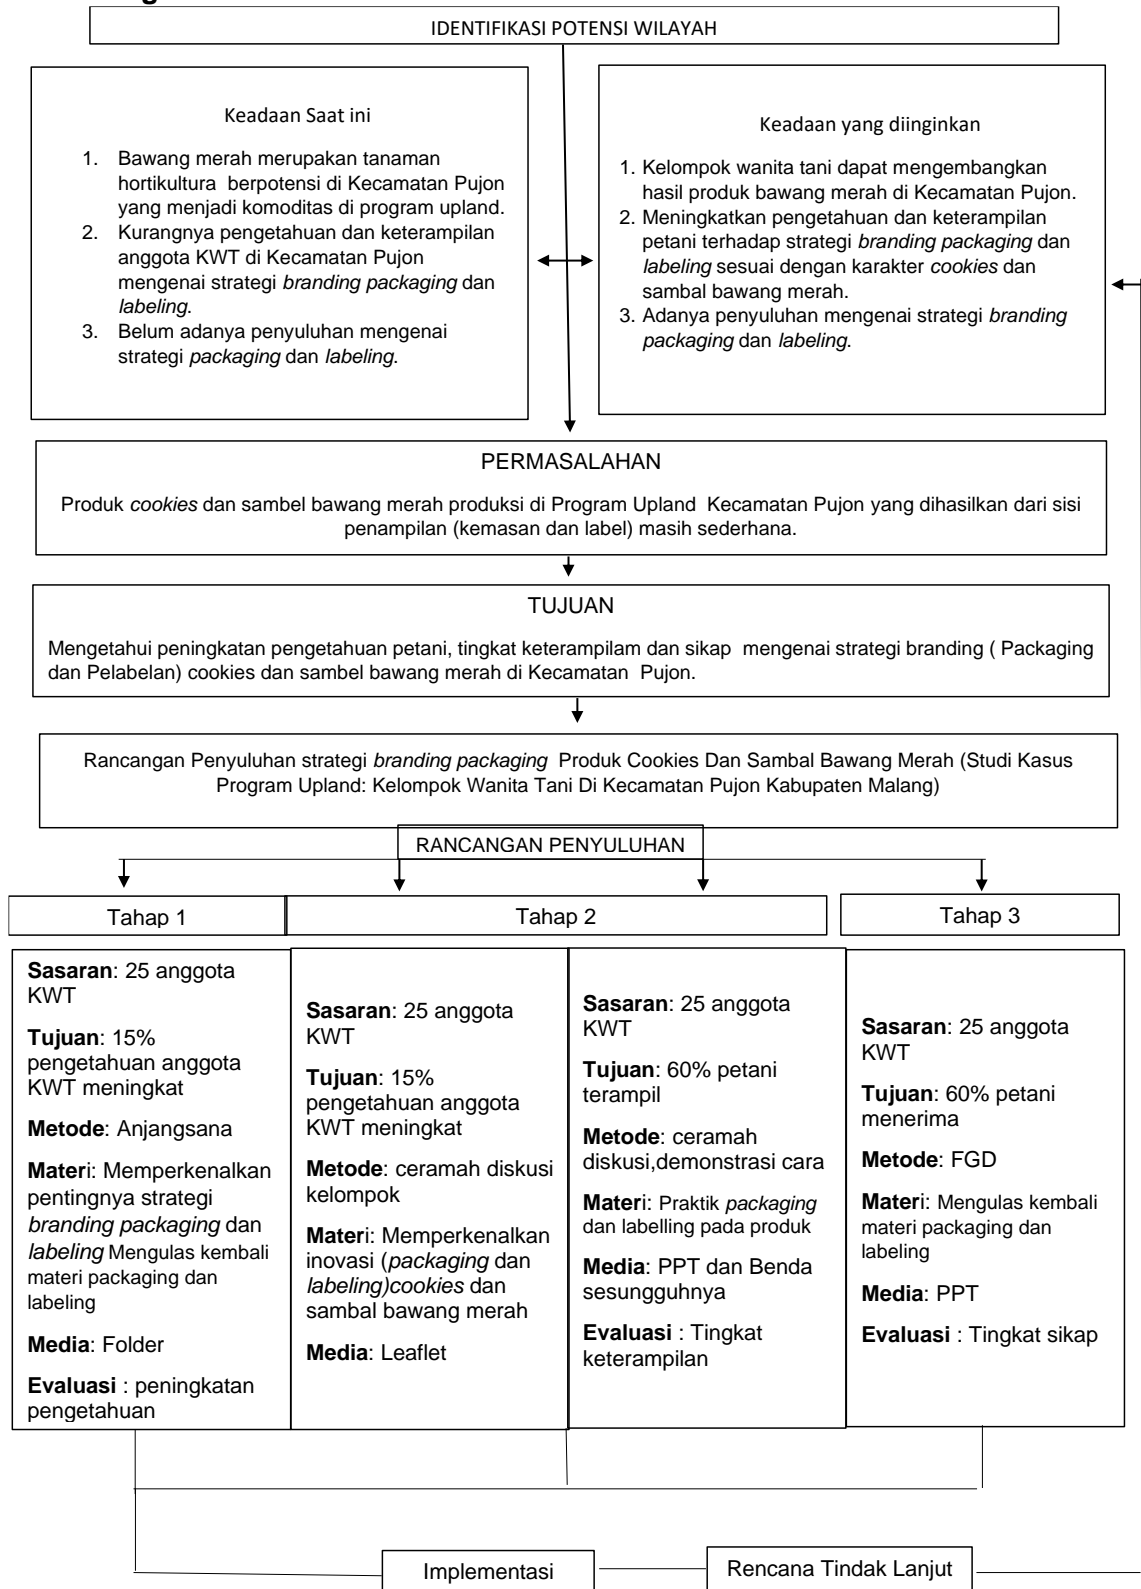 IDENTIFIKASI POTENSI WILAYAH
Keadaan Saat ini
1. Bawang merah merupakan tanaman
hortikultura berpotensi di Kecamatan Pujon
yang menjadi komoditas di program upland.
2. Kurangnya pengetahuan dan keterampilan
anggota KWT di Kecamatan Pujon
mengenai strategi branding packaging dan
labeling.
3. Belum adanya penyuluhan mengenai
strategi packaging dan labeling.
Keadaan yang diinginkan
1. Kelompok wanita tani dapat mengembangkan
hasil produk bawang merah di Kecamatan Pujon.
2. Meningkatkan pengetahuan dan keterampilan
petani terhadap strategi branding packaging dan
labeling sesuai dengan karakter cookies dan
sambal bawang merah.
3. Adanya penyuluhan mengenai strategi branding
packaging dan labeling.
PERMASALAHAN
Produk cookies dan sambel bawang merah produksi di Program Upland Kecamatan Pujon yang dihasilkan dari sisi
penampilan (kemasan dan label) masih sederhana.
TUJUAN
Mengetahui peningkatan pengetahuan petani, tingkat keterampilam dan sikap mengenai strategi branding ( Packaging
dan Pelabelan) cookies dan sambel bawang merah di Kecamatan Pujon.
Rancangan Penyuluhan strategi branding packaging Produk Cookies Dan Sambal Bawang Merah (Studi Kasus
Program Upland: Kelompok Wanita Tani Di Kecamatan Pujon Kabupaten Malang)
RANCANGAN PENYULUHAN
Tahap 1
Tahap 2
Tahap 3
Sasaran: 25 anggota
KWT
Tujuan: 15%
pengetahuan anggota
KWT meningkat
Metode: Anjangsana
Materi: Memperkenalkan
pentingnya strategi
branding packaging dan
labeling Mengulas kembali
materi packaging dan
labeling
Media: Folder
Evaluasi : peningkatan
pengetahuan
Sasaran: 25 anggota
KWT
Tujuan: 15%
pengetahuan anggota
KWT meningkat
Metode: ceramah diskusi
kelompok
Materi: Memperkenalkan
inovasi (packaging dan
labeling)cookies dan
sambal bawang merah
Media: Leaflet
Sasaran: 25 anggota
KWT
Tujuan: 60% petani
terampil
Metode: ceramah
diskusi,demonstrasi cara
Materi: Praktik packaging
dan labelling pada produk
Media: PPT dan Benda
sesungguhnya
Evaluasi : Tingkat
keterampilan
Sasaran: 25 anggota
KWT
Tujuan: 60% petani
menerima
Metode: FGD
Materi: Mengulas kembali
materi packaging dan
labeling
Media: PPT
Evaluasi : Tingkat sikap
Implementasi
Rencana Tindak Lanjut